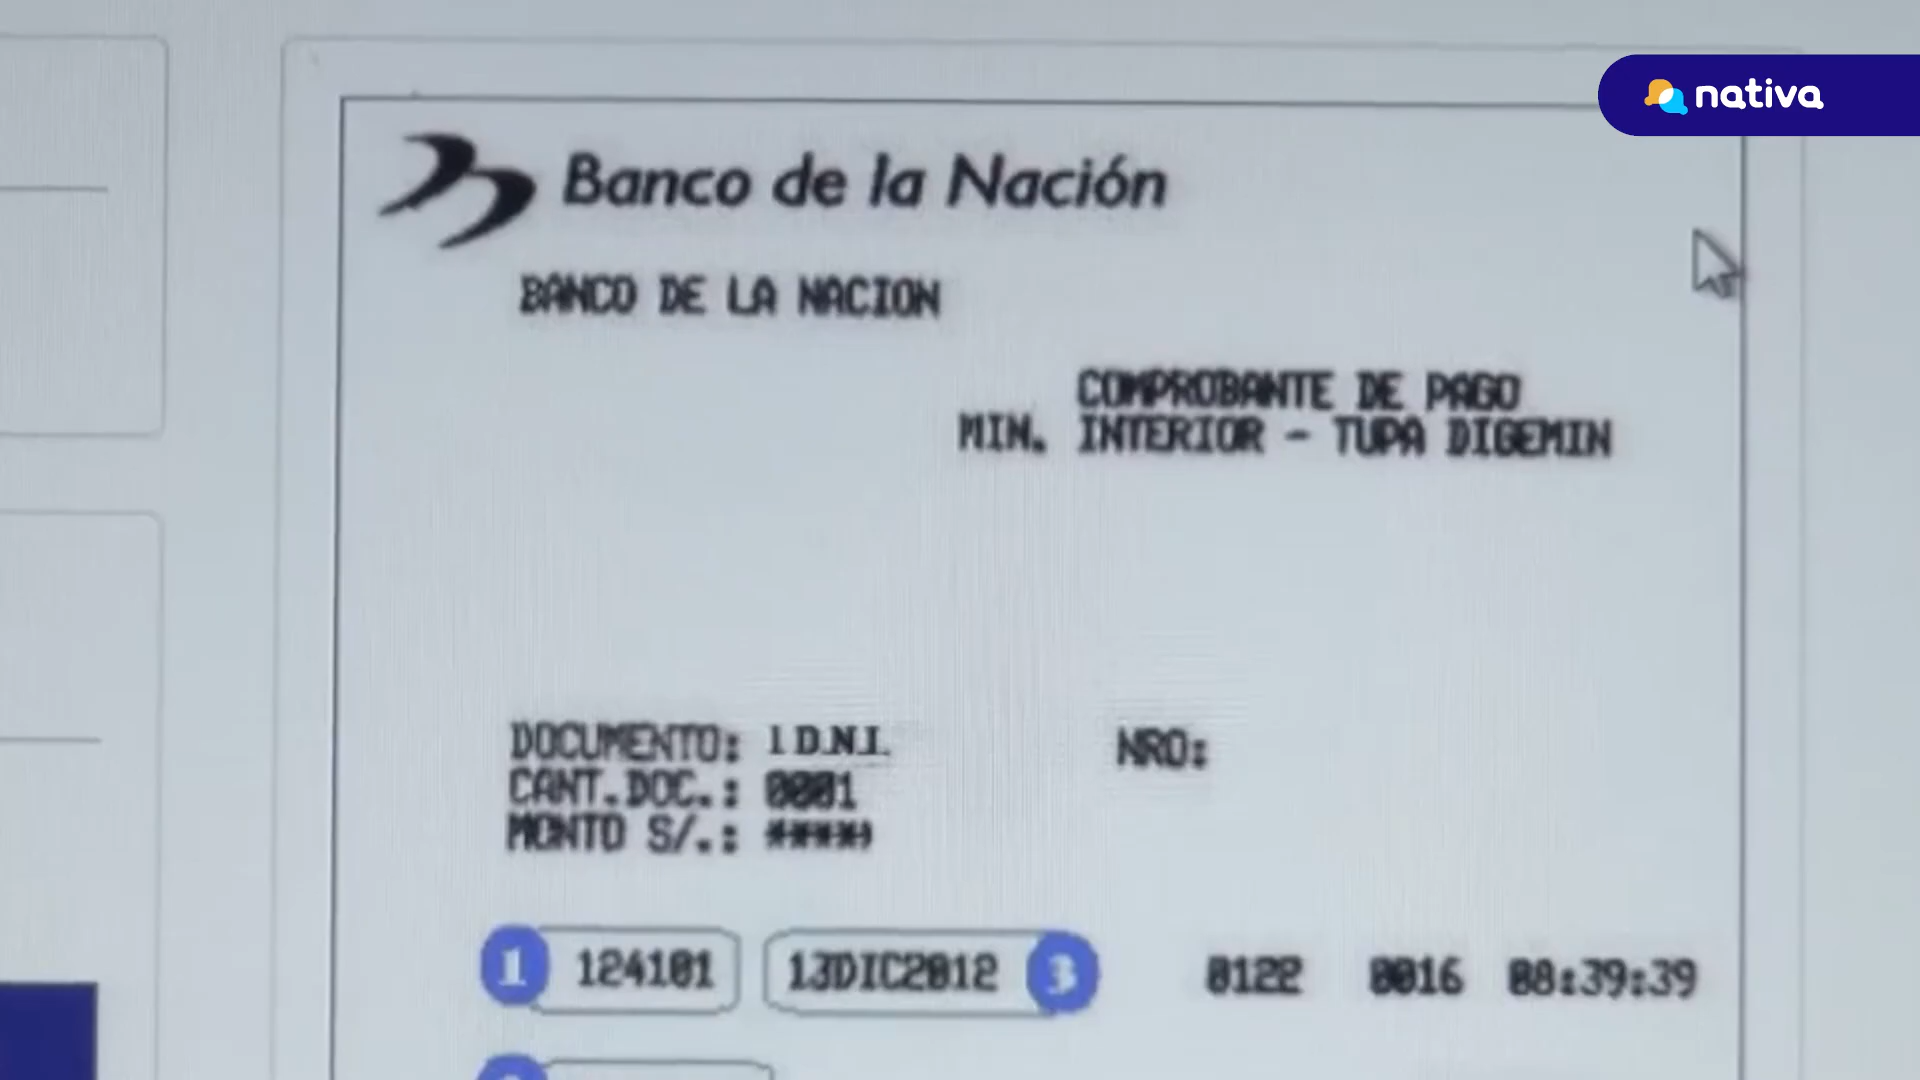 nativa
Banco de la Nación
BANCO DE LA NACION
COMPROBANTE DE PAGO
MIN. INTERIOR - TUPA DIGEMIN
DOCUMENTO: 1 D.N.I. NRO:
CANT.DOC.: 0001
MONTO S/.: *****
1 124101 13DIC2012 3 0122 0016 08:39:39